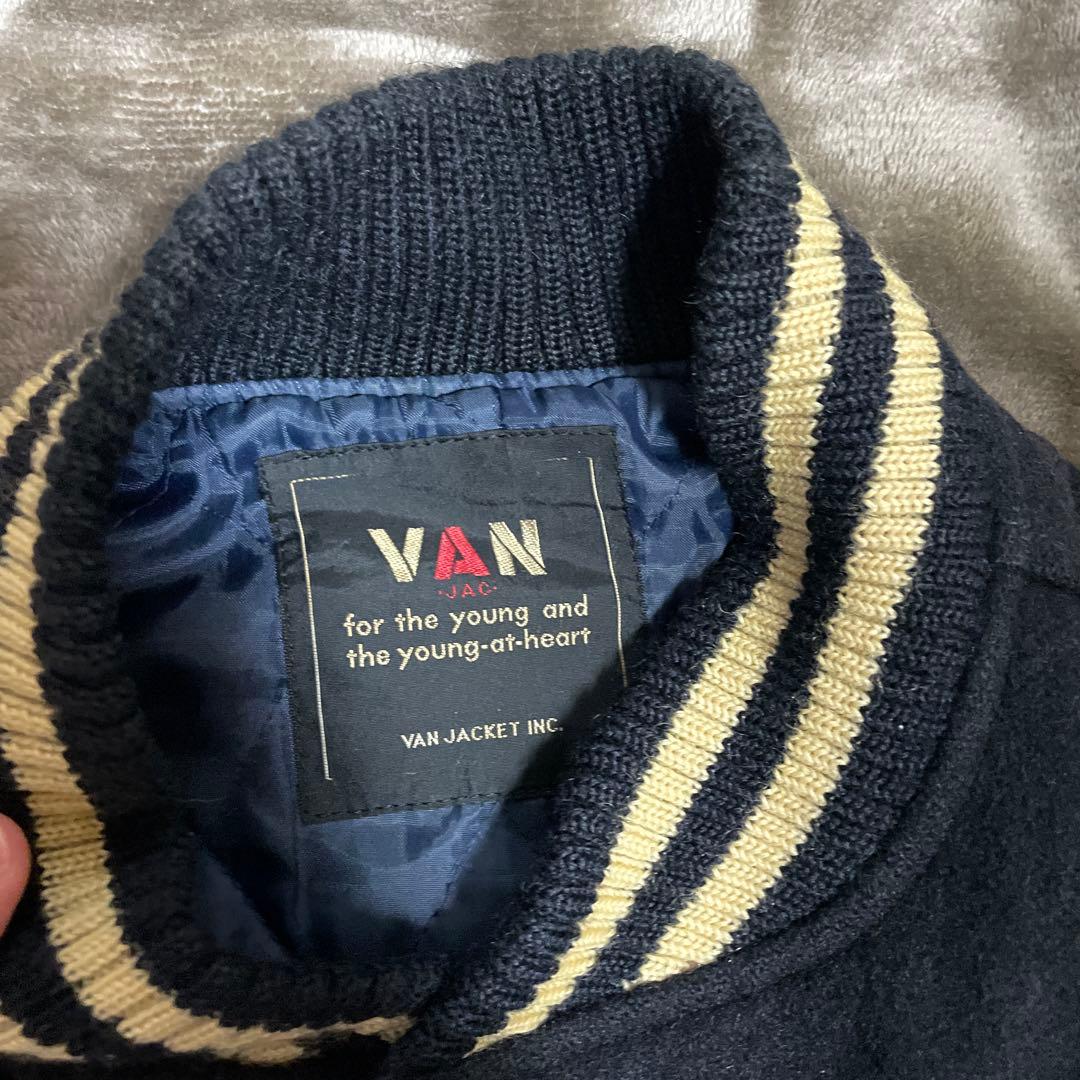 VAN
·JAC·
for the young and
the young-at-heart
VAN JACKET INC.